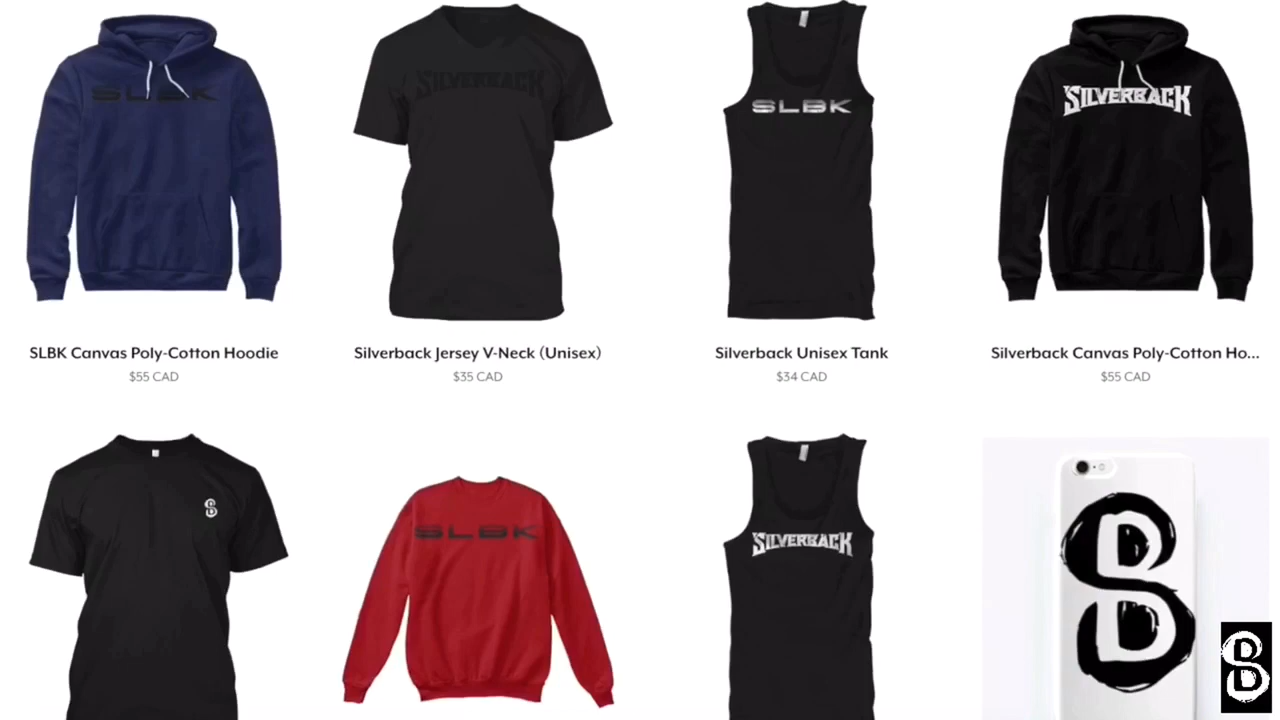 SLBK
SILVERBACK
SLBK
SILVERBACK
SLBK Canvas Poly-Cotton Hoodie
Silverback Jersey V-Neck (Unisex)
Silverback Unisex Tank
Silverback Canvas Poly-Cotton Ho...
$55 CAD
$35 CAD
$34 CAD
$55 CAD
SLBK
SILVERBACK